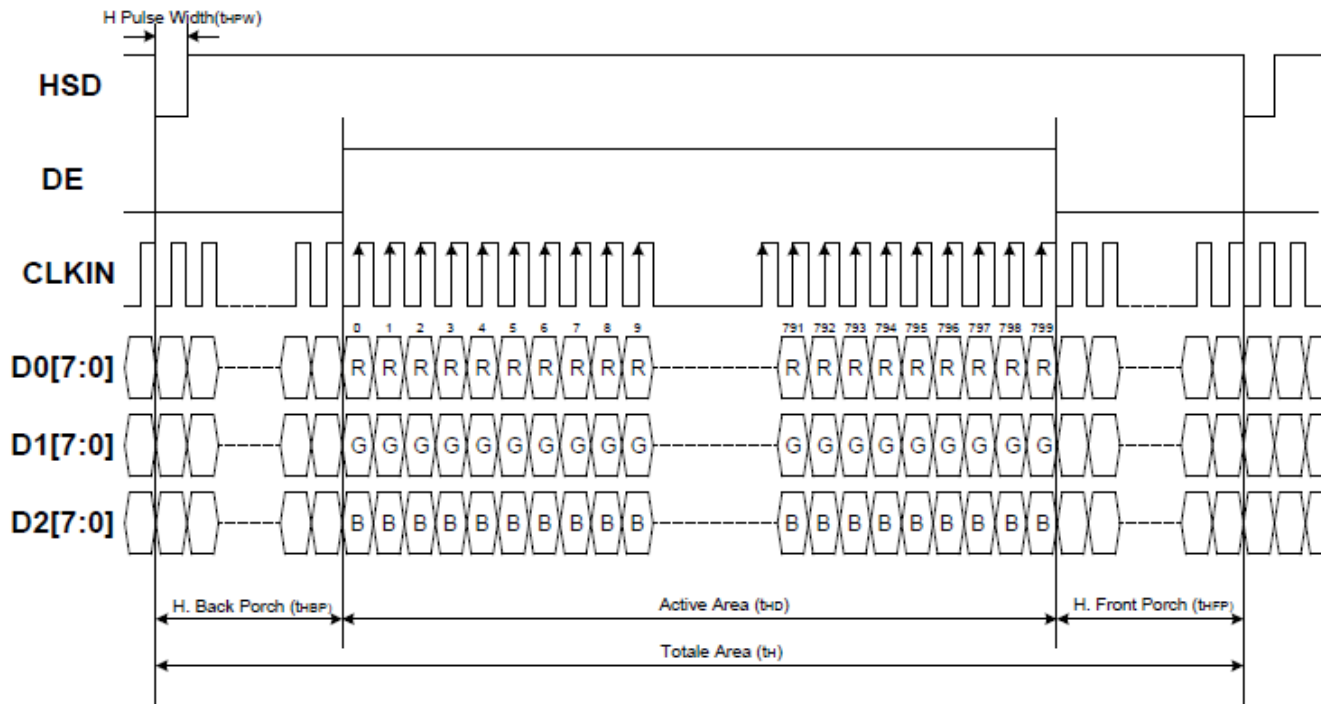 H Pulse Width(tHPW)
HSD
DE
CLKIN
0 1 2 3 4 5 6 7 8 9 791 792 793 794 795 796 797 798 799
D0[7:0] R R R R R R R R R R R R R R R R R R R
D1[7:0] G G G G G G G G G G G G G G G G G G G
D2[7:0] B B B B B B B B B B B B B B B B B B B
H. Back Porch (tHBP) Active Area (tHD) H. Front Porch (tHFP)
Totale Area (tH)